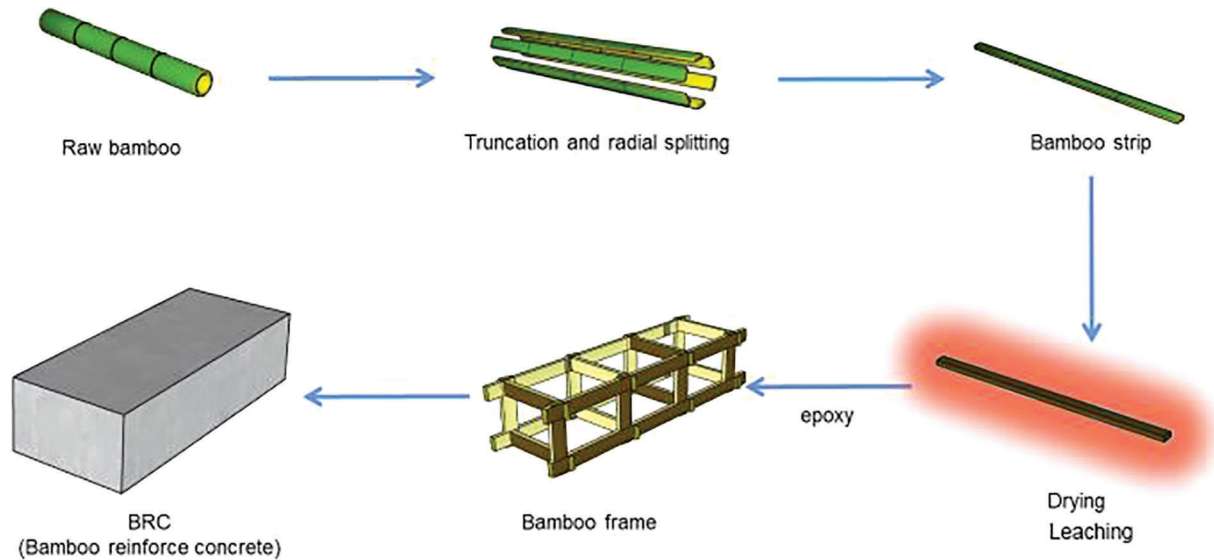 Raw bamboo
Truncation and radial splitting
Bamboo strip
BRC
(Bamboo reinforce concrete)
Bamboo frame
epoxy
Drying
Leaching